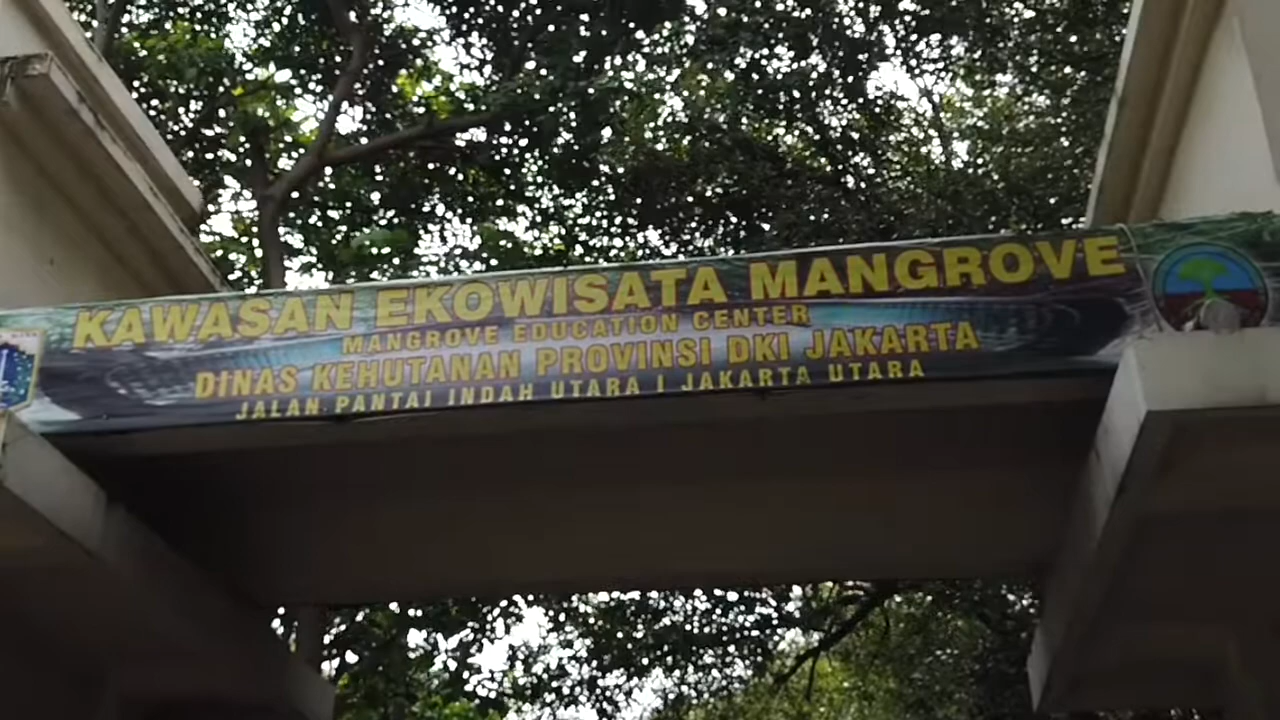 KAWASAN EKOWISATA MANGROVE
MANGROVE EDUCATION CENTER
DINAS KEHUTANAN PROVINSI DKI JAKARTA
JALAN PANTAI INDAH UTARA I JAKARTA UTARA